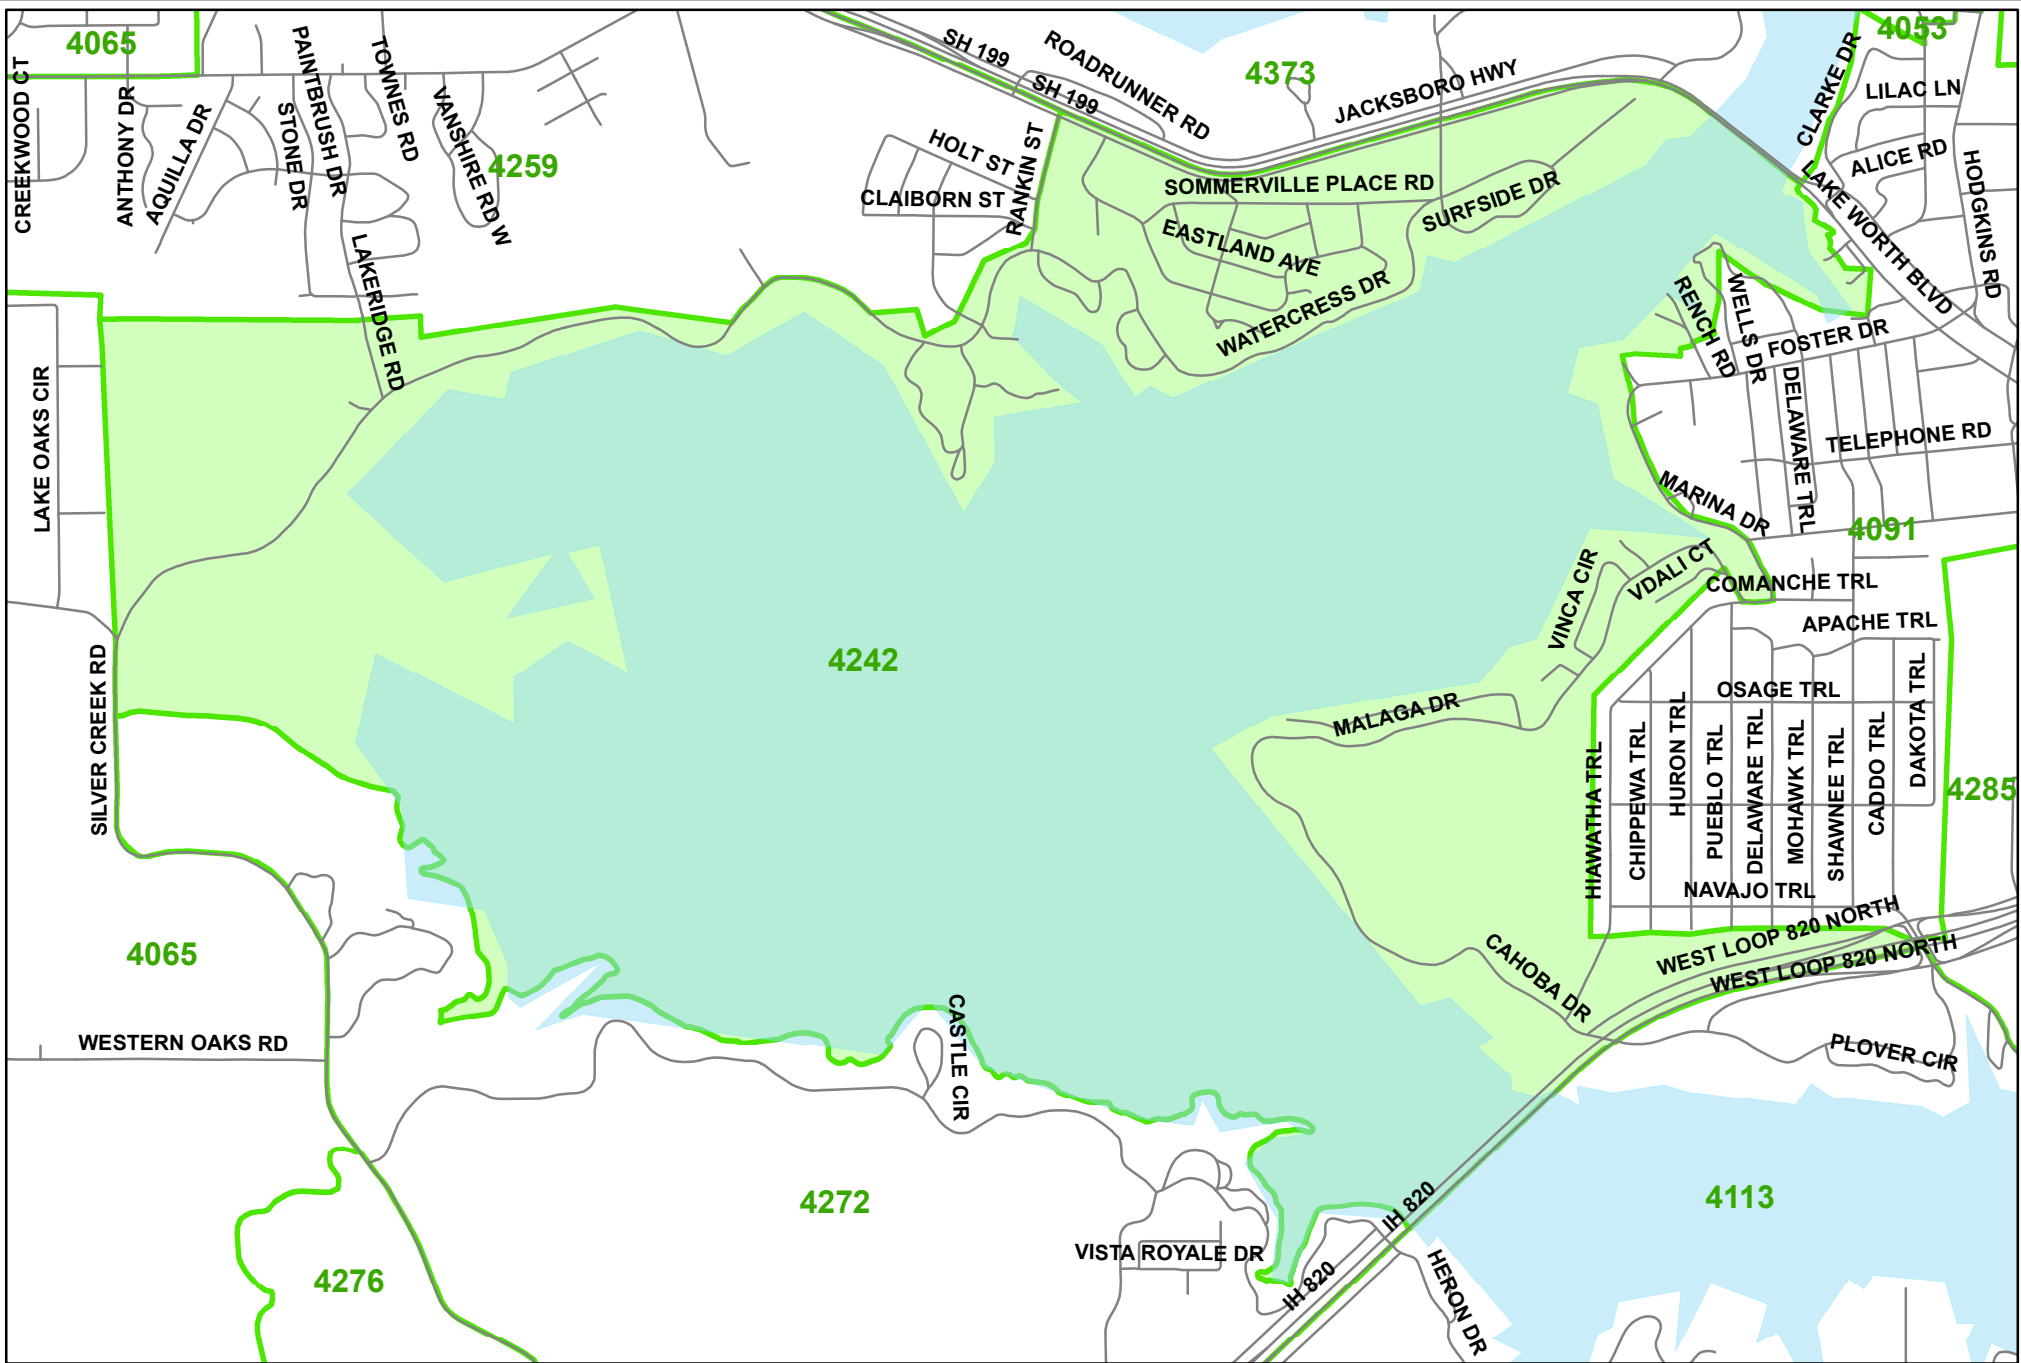 4065
4053
SH 199
ROADRUNNER RD
4373
JACKSBORO HWY
SH 199
CREEKWOOD CT
ANTHONY DR
AQUILLA DR
STONE DR
PAINTBRUSH DR
TOWNES RD
VANSHIRE RD W
4259
HOLT ST
CLAIBORN ST
RANKIN ST
SOMMERVILLE PLACE RD
SURFSIDE DR
EASTLAND AVE
WATERCRESS DR
CLARKE DR
LILAC LN
ALICE RD
HODGKINS RD
LAKE WORTH BLVD
LAKERIDGE RD
RENCH RD
WELLS DR
FOSTER DR
DELAWARE TRL
TELEPHONE RD
LAKE OAKS CIR
MARINA DR
4091
VINCA CIR
VDALI CT
COMANCHE TRL
APACHE TRL
4242
SILVER CREEK RD
MALAGA DR
OSAGE TRL
HIAWATHA TRL
CHIPPEWA TRL
HURON TRL
PUEBLO TRL
DELAWARE TRL
MOHAWK TRL
SHAWNEE TRL
CADDO TRL
DAKOTA TRL
4285
NAVAJO TRL
WEST LOOP 820 NORTH
WEST LOOP 820 NORTH
4065
CAHOBA DR
WESTERN OAKS RD
CASTLE CIR
PLOVER CIR
4272
4113
IH 820
VISTA ROYALE DR
4276
IH 820
HERON DR